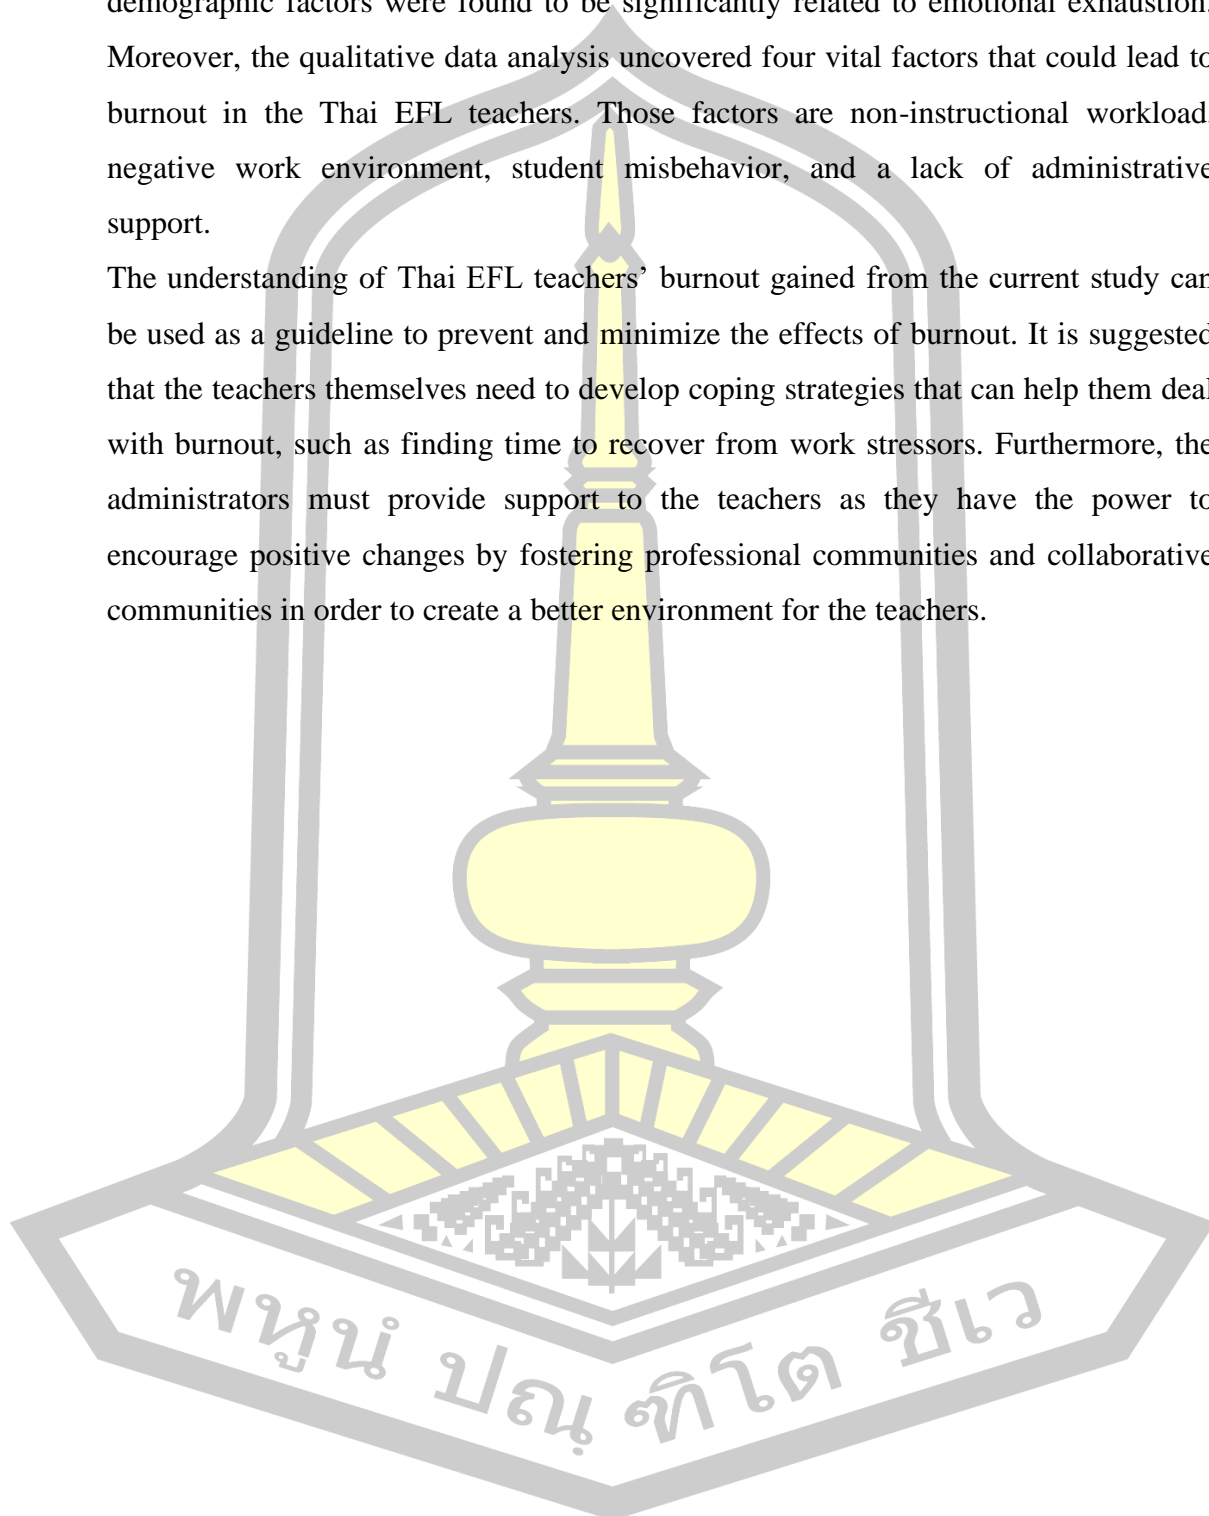 demographic factors were found to be significantly related to emotional exhaustion.
Moreover, the qualitative data analysis uncovered four vital factors that could lead to
burnout in the Thai EFL teachers. Those factors are non-instructional workload,
negative work environment, student misbehavior, and a lack of administrative
support.
The understanding of Thai EFL teachers’ burnout gained from the current study can
be used as a guideline to prevent and minimize the effects of burnout. It is suggested
that the teachers themselves need to develop coping strategies that can help them deal
with burnout, such as finding time to recover from work stressors. Furthermore, the
administrators must provide support to the teachers as they have the power to
encourage positive changes by fostering professional communities and collaborative
communities in order to create a better environment for the teachers.
พหูนํ ปณฺฑิโต ชีเว